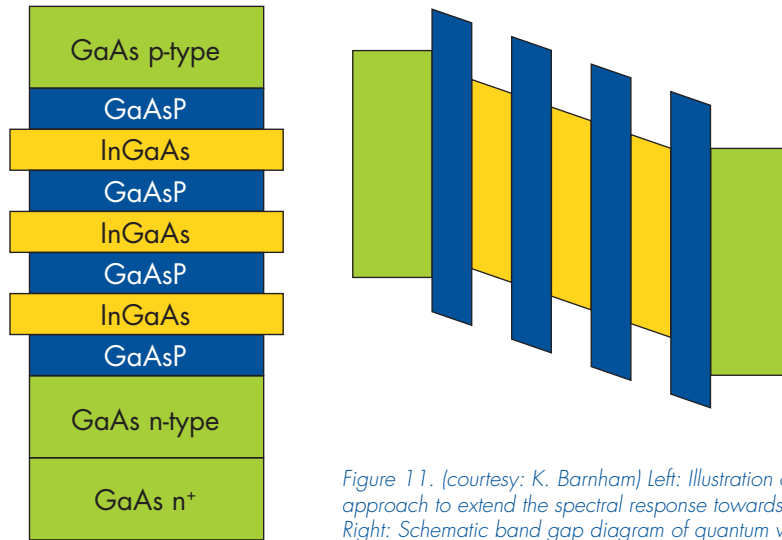 GaAs p-type
GaAsP
InGaAs
GaAsP
InGaAs
GaAsP
InGaAs
GaAsP
GaAs n-type
GaAs n⁺
Figure 11. (courtesy: K. Barnham) Left: Illustration
approach to extend the spectral response towards
Right: Schematic band gap diagram of quantum